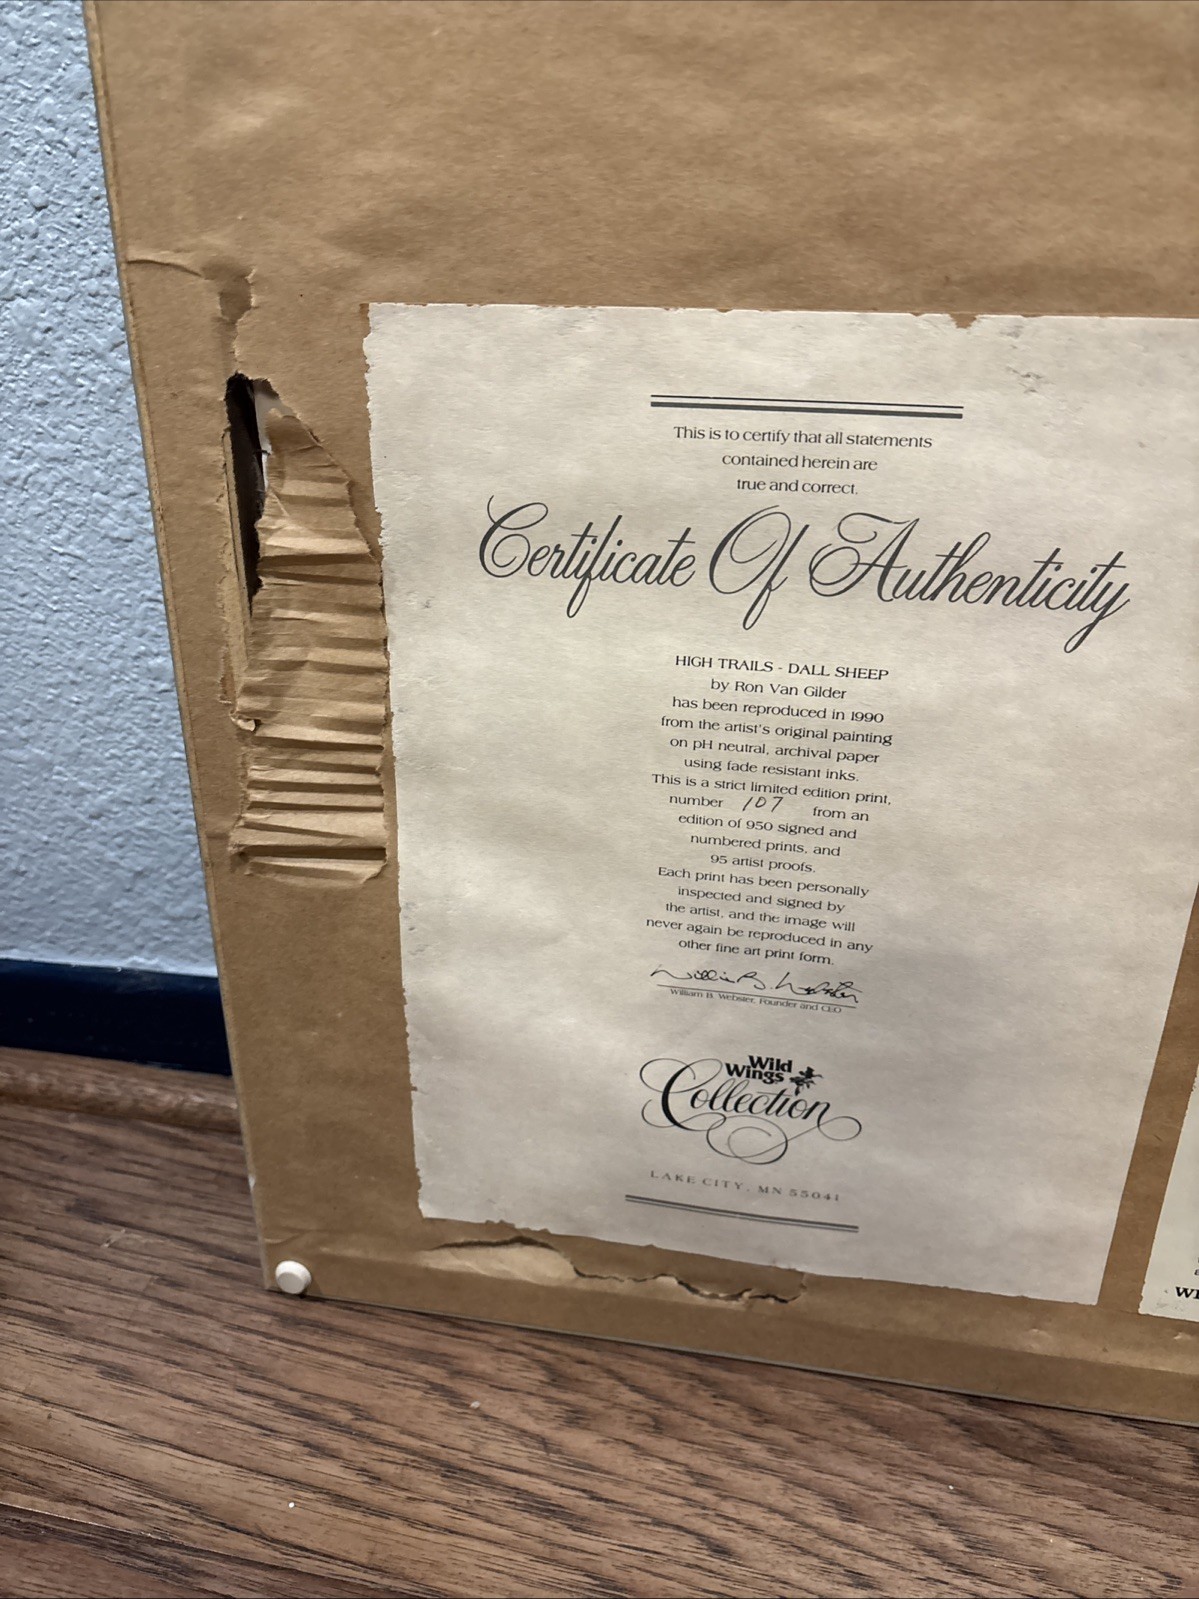 This is to certify that all statements
contained herein are
true and correct.
Certificate Of Authenticity
HIGH TRAILS - DALL SHEEP
by Ron Van Gilder
has been reproduced in 1990
from the artist's original painting
on pH neutral, archival paper
using fade resistant inks.
This is a strict limited edition print,
number 107 from an
edition of 950 signed and
numbered prints, and
95 artist proofs.
Each print has been personally
inspected and signed by
the artist, and the image will
never again be reproduced in any
other fine art print form.
William B. Webster
William B. Webster, Founder and CEO
Wild
Wings
Collection
LAKE CITY, MN 55041